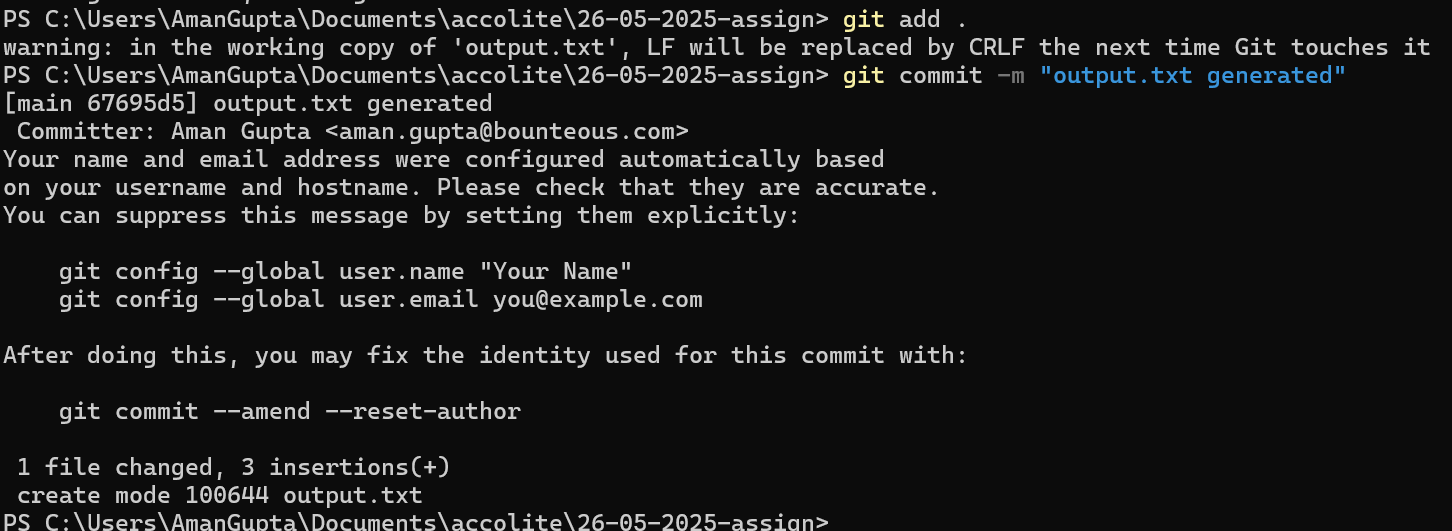 PS C:\Users\AmanGupta\Documents\accolite\26-05-2025-assign> git add .
warning: in the working copy of 'output.txt', LF will be replaced by CRLF the next time Git touches it
PS C:\Users\AmanGupta\Documents\accolite\26-05-2025-assign> git commit -m "output.txt generated"
[main 67695d5] output.txt generated
 Committer: Aman Gupta <aman.gupta@bounteous.com>
Your name and email address were configured automatically based
on your username and hostname. Please check that they are accurate.
You can suppress this message by setting them explicitly:

    git config --global user.name "Your Name"
    git config --global user.email you@example.com

After doing this, you may fix the identity used for this commit with:

    git commit --amend --reset-author

 1 file changed, 3 insertions(+)
 create mode 100644 output.txt
PS C:\Users\AmanGupta\Documents\accolite\26-05-2025-assign>